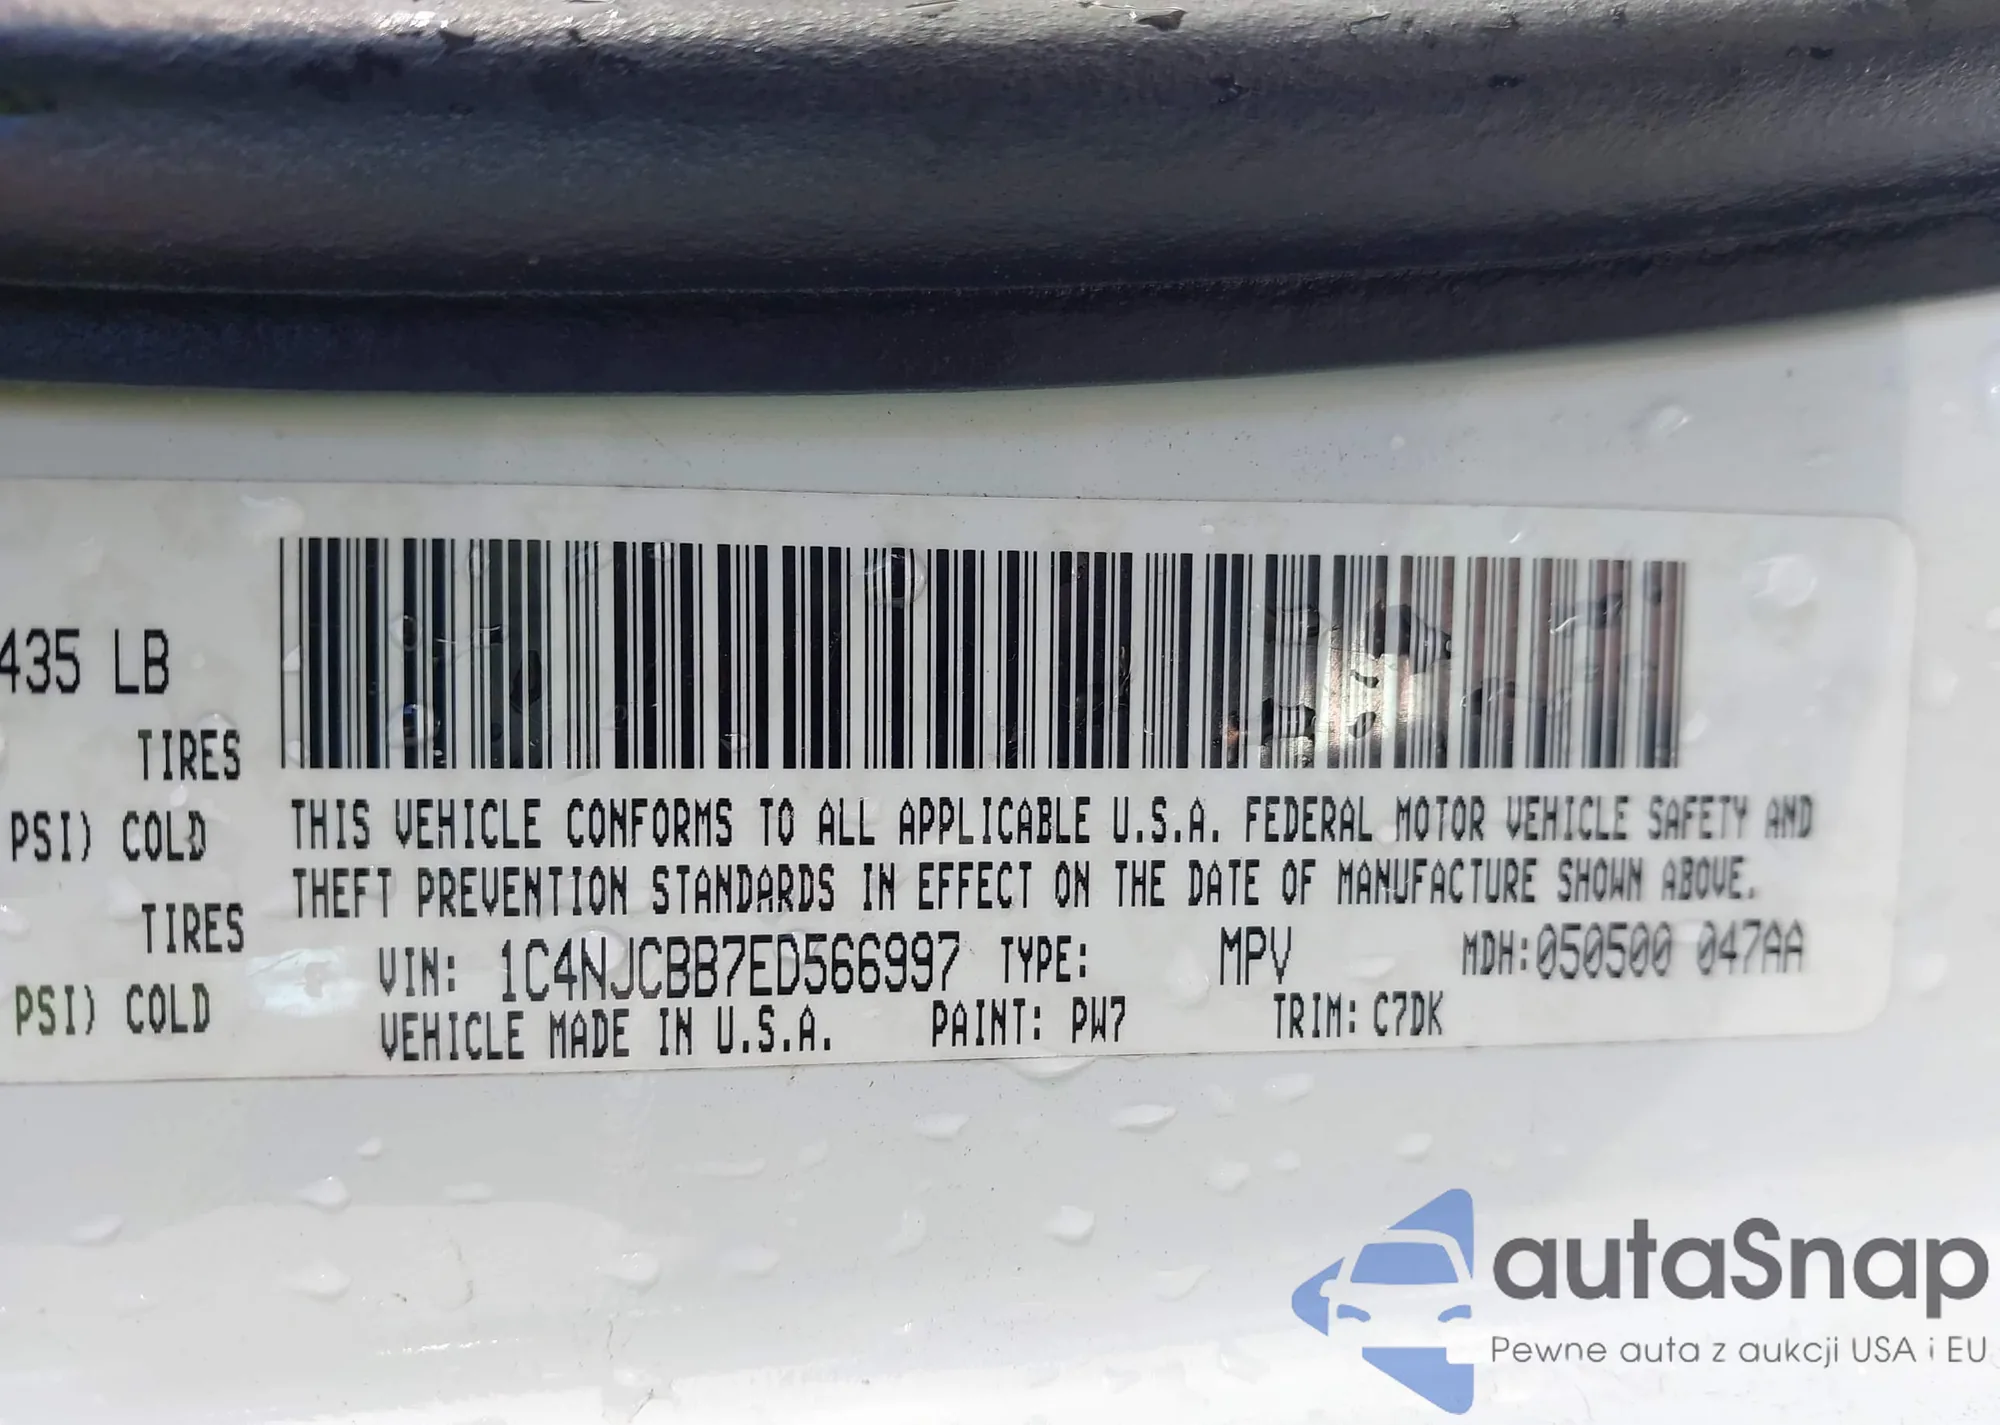 435 LB
TIRES
PSI) COLD
TIRES
PSI) COLD
THIS VEHICLE CONFORMS TO ALL APPLICABLE U.S.A. FEDERAL MOTOR VEHICLE SAFETY AND
THEFT PREVENTION STANDARDS IN EFFECT ON THE DATE OF MANUFACTURE SHOWN ABOVE.
VIN: 1C4NJCBB7ED566997 TYPE: MPV MDH:050500 047AA
VEHICLE MADE IN U.S.A. PAINT: PW7 TRIM: C7DK
autaSnap
Pewne auta z aukcji USA i EU